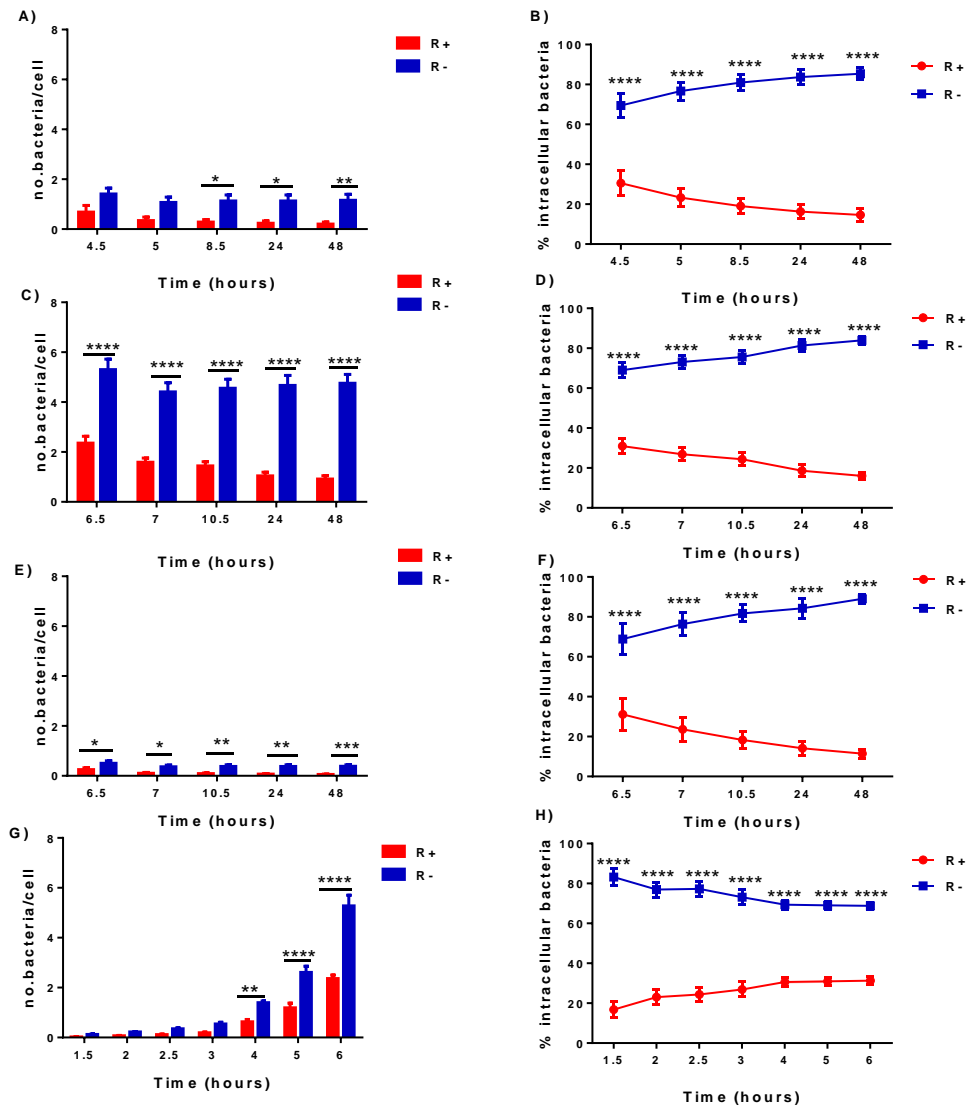 A)
no.bacteria/cell
8
6
4
2
0
* * **
4.5 5 8.5 24 48
Time (hours)
R+
R-
B)
% intracellular bacteria
100
80
60
40
20
0
**** **** **** **** ****
4.5 5 8.5 24 48
Time (hours)
R+
R-
C)
no.bacteria/cell
8
6
4
2
0
**** **** **** **** ****
6.5 7 10.5 24 48
Time (hours)
R+
R-
D)
% intracellular bacteria
100
80
60
40
20
0
**** **** **** **** ****
6.5 7 10.5 24 48
Time (hours)
R+
R-
E)
no.bacteria/cell
8
6
4
2
0
* * ** ** ***
6.5 7 10.5 24 48
Time (hours)
R+
R-
F)
% intracellular bacteria
100
80
60
40
20
0
**** **** **** **** ****
6.5 7 10.5 24 48
Time (hours)
R+
R-
G)
no.bacteria/cell
8
6
4
2
0
** **** ****
1.5 2 2.5 3 4 5 6
Time (hours)
R+
R-
H)
% intracellular bacteria
100
80
60
40
20
0
**** **** **** **** **** **** ****
1.5 2 2.5 3 4 5 6
Time (hours)
R+
R-